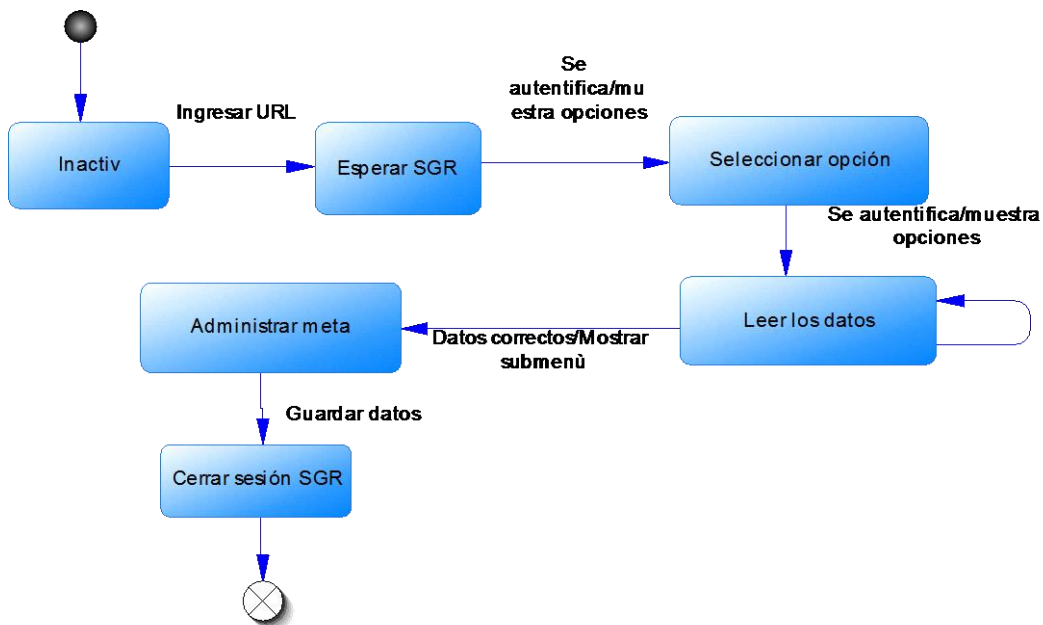 Inactiv
Ingresar URL
Esperar SGR
Se
autentifica/mu
estra opciones
Seleccionar opción
Se autentifica/muestra
opciones
Leer los datos
Datos correctos/Mostrar
submenù
Administrar meta
Guardar datos
Cerrar sesión SGR